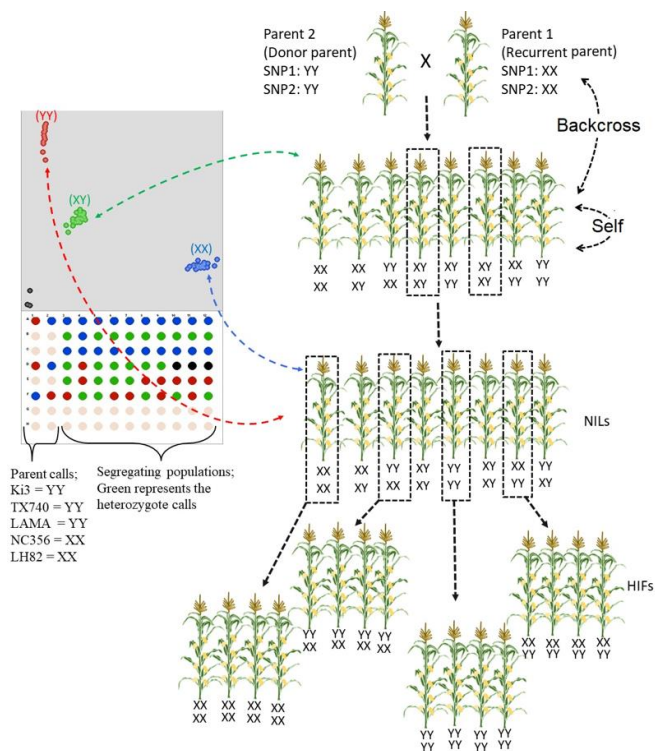 Parent 2
(Donor parent)
SNP1: YY
SNP2: YY
X
Parent 1
(Recurrent parent)
SNP1: XX
SNP2: XX
Backcross
Self
(YY)
(XY)
(XX)
XX XX YY XY XY XY XX YY
XX XY XX XY YY XY YY YY
NILs
XX XX YY XY YY XY XX YY
XX XY XX XY YY YY YY XY
Parent calls;
Ki3 = YY
TX740 = YY
LAMA = YY
NC356 = XX
LH82 = XX
Segregating populations;
Green represents the
heterozygote calls
HIFs
YY YY YY YY
XX XX XX XX
XX XX XX XX
YY YY YY YY
XX XX XX XX
XX XX XX XX
YY YY YY YY
YY YY YY YY